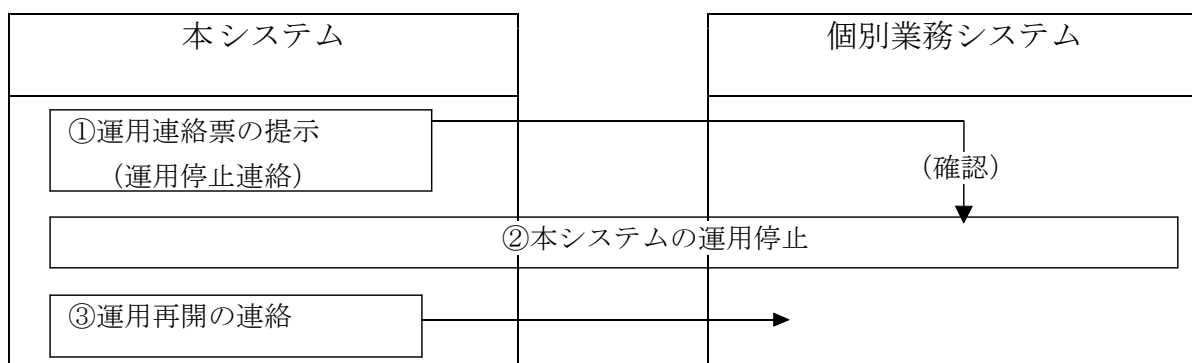 本システム
個別業務システム
①運用連絡票の提示
（運用停止連絡）
（確認）
②本システムの運用停止
③運用再開の連絡